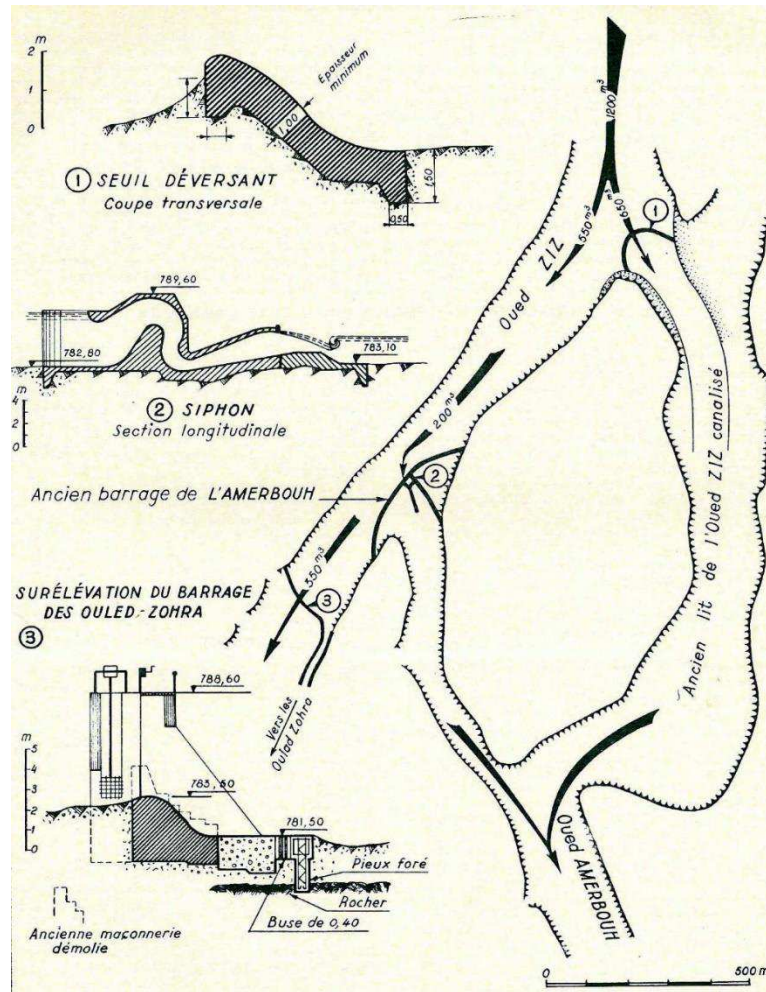 m
2
1
0
Épaisseur
minimum
1,00
1,50
0,50
① SEUIL DÉVERSANT
Coupe transversale
1200 m³
550 m³
650 m³
①
Oued ZIZ
789,60
782,80
783,10
m
4
2
0
② SIPHON
Section longitudinale
200 m³
②
Ancien barrage de L'AMERBOUH
Ancien lit de l'Oued ZIZ canalisé
350 m³
③
SURÉLÉVATION DU BARRAGE
DES OULED-ZOHRA
③
Vers les
Oulad Zohra
788,60
m
5
4
3
2
1
0
783,50
781,50
Pieux foré
Rocher
Buse de 0,40
Ancienne maçonnerie
démolie
Oued AMERBOUH
0
500 m